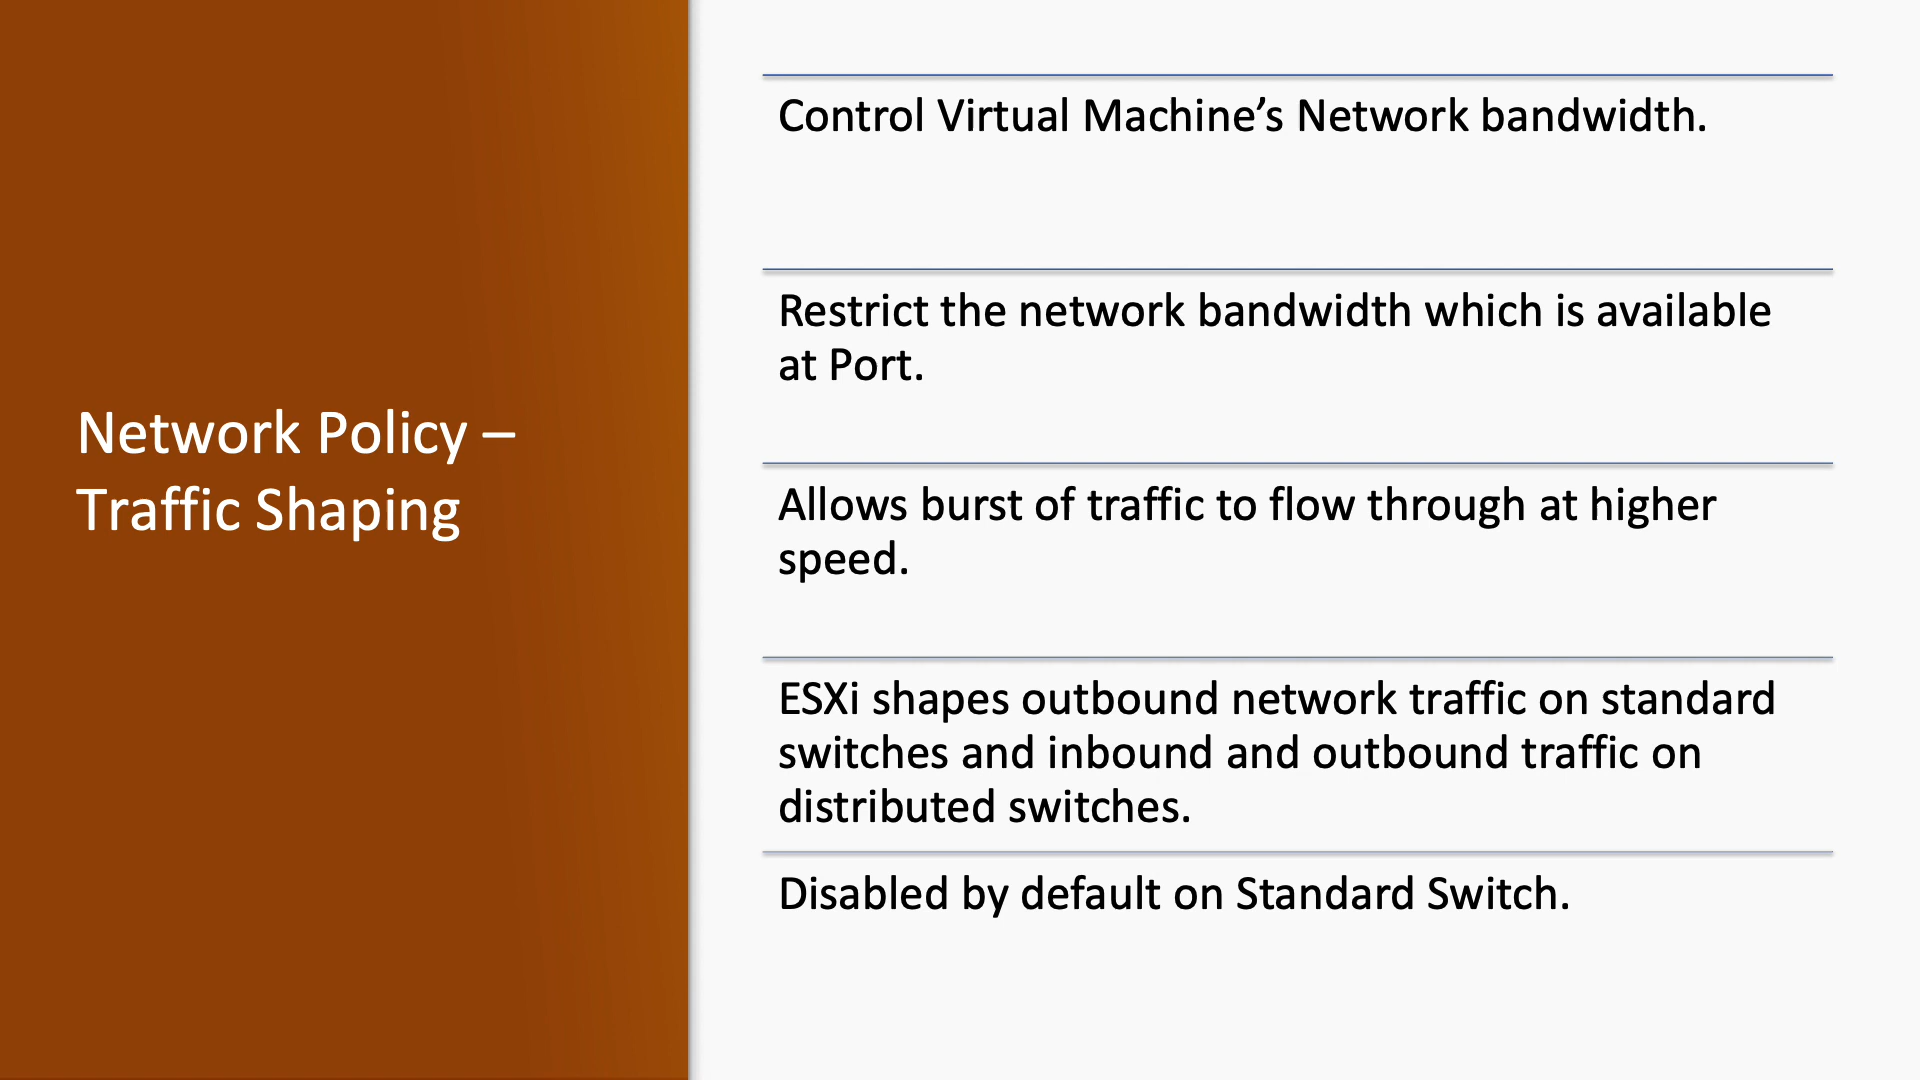 Network Policy –
Traffic Shaping
Control Virtual Machine’s Network bandwidth.
Restrict the network bandwidth which is available
at Port.
Allows burst of traffic to flow through at higher
speed.
ESXi shapes outbound network traffic on standard
switches and inbound and outbound traffic on
distributed switches.
Disabled by default on Standard Switch.